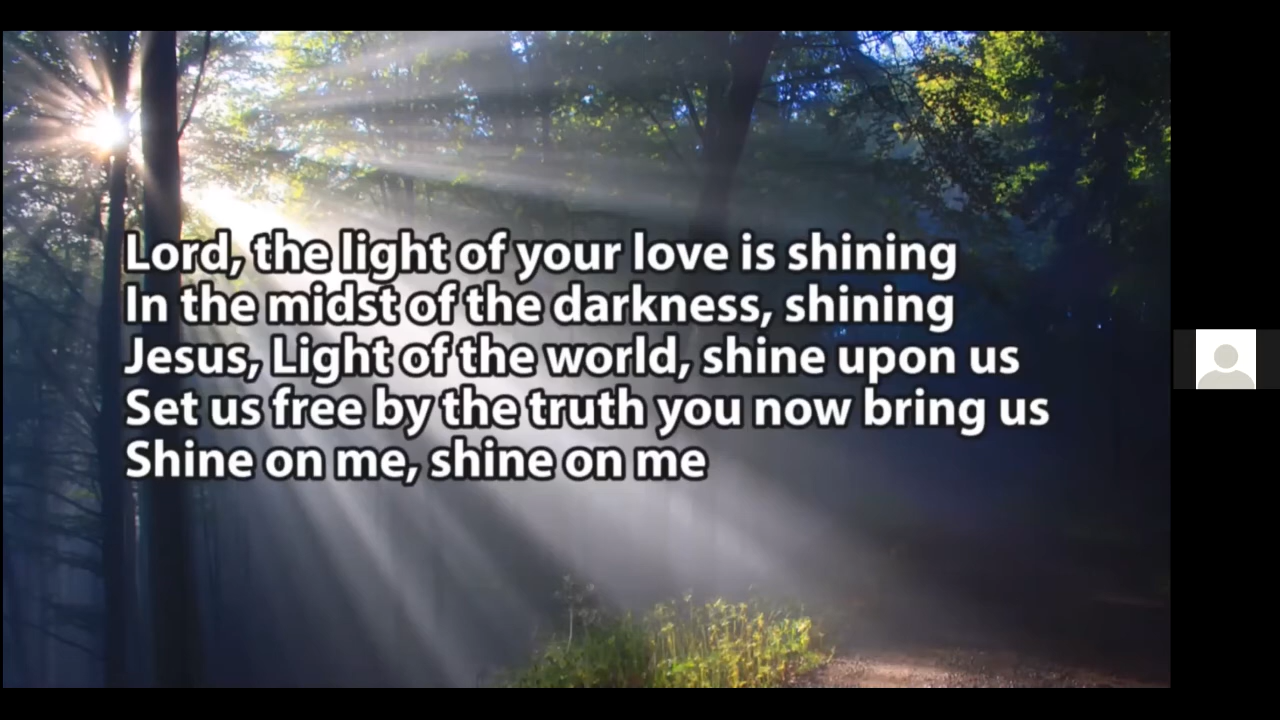 Lord, the light of your love is shining
In the midst of the darkness, shining
Jesus, Light of the world, shine upon us
Set us free by the truth you now bring us
Shine on me, shine on me